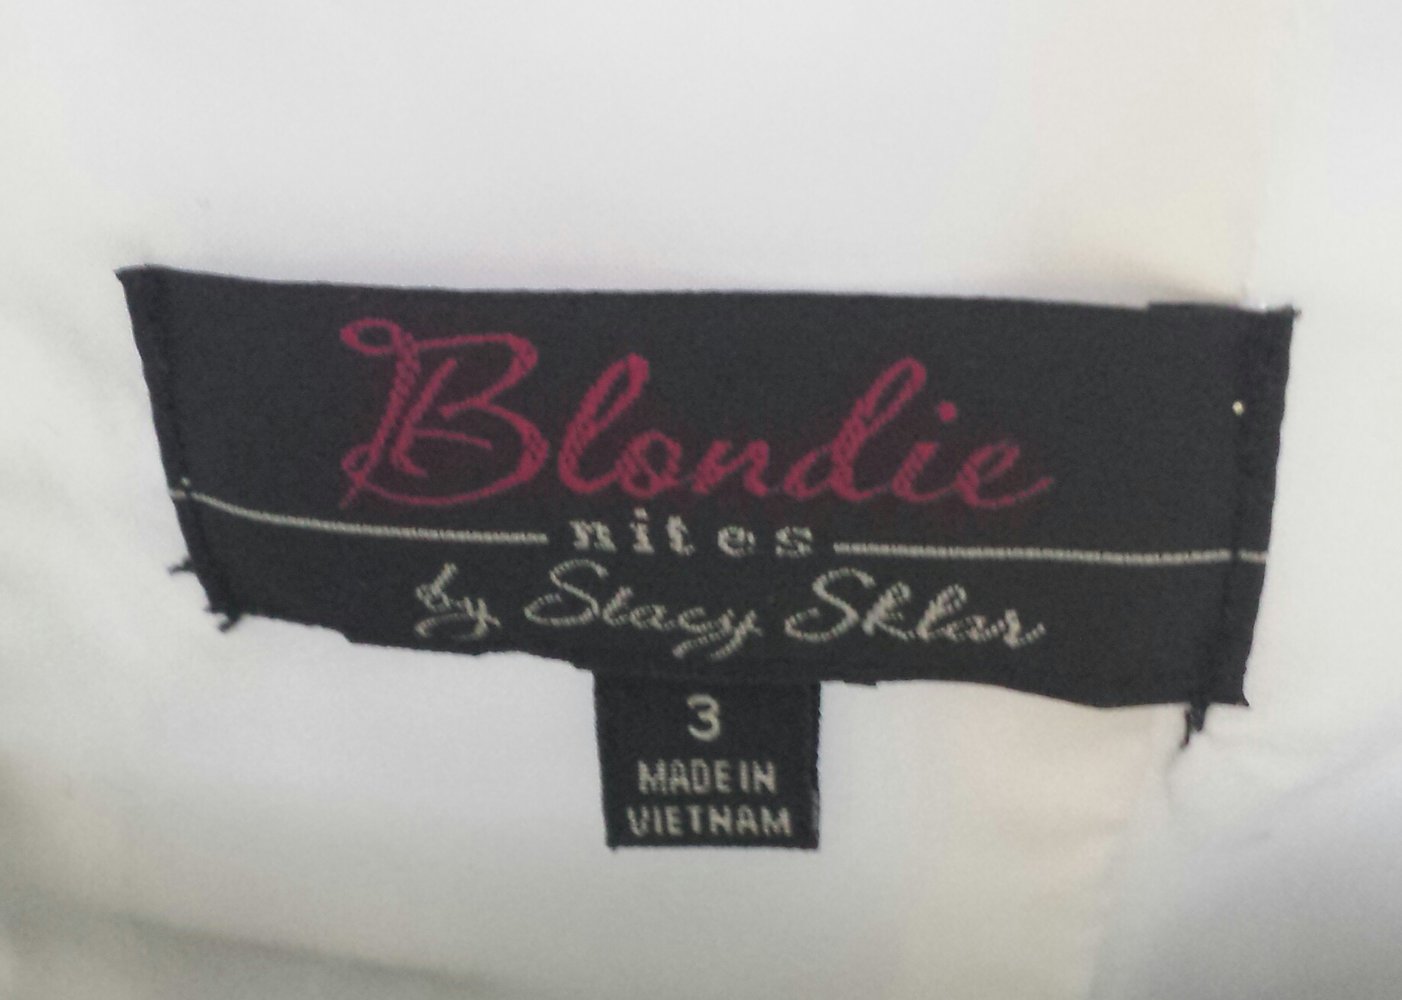 Blondie
nites
by Stacy Sklar
3
MADE IN
VIETNAM